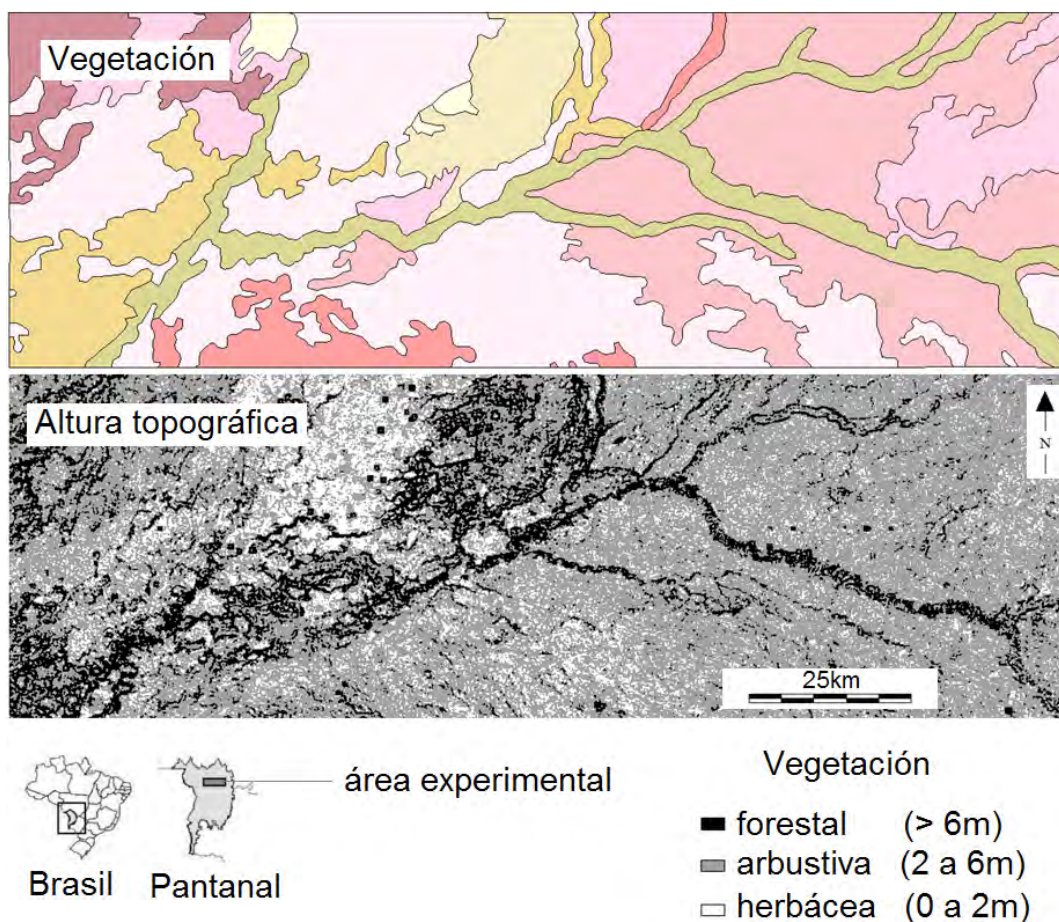 Vegetación
Altura topográfica
N
25km
área experimental
Brasil
Pantanal
Vegetación
forestal (> 6m)
arbustiva (2 a 6m)
herbácea (0 a 2m)